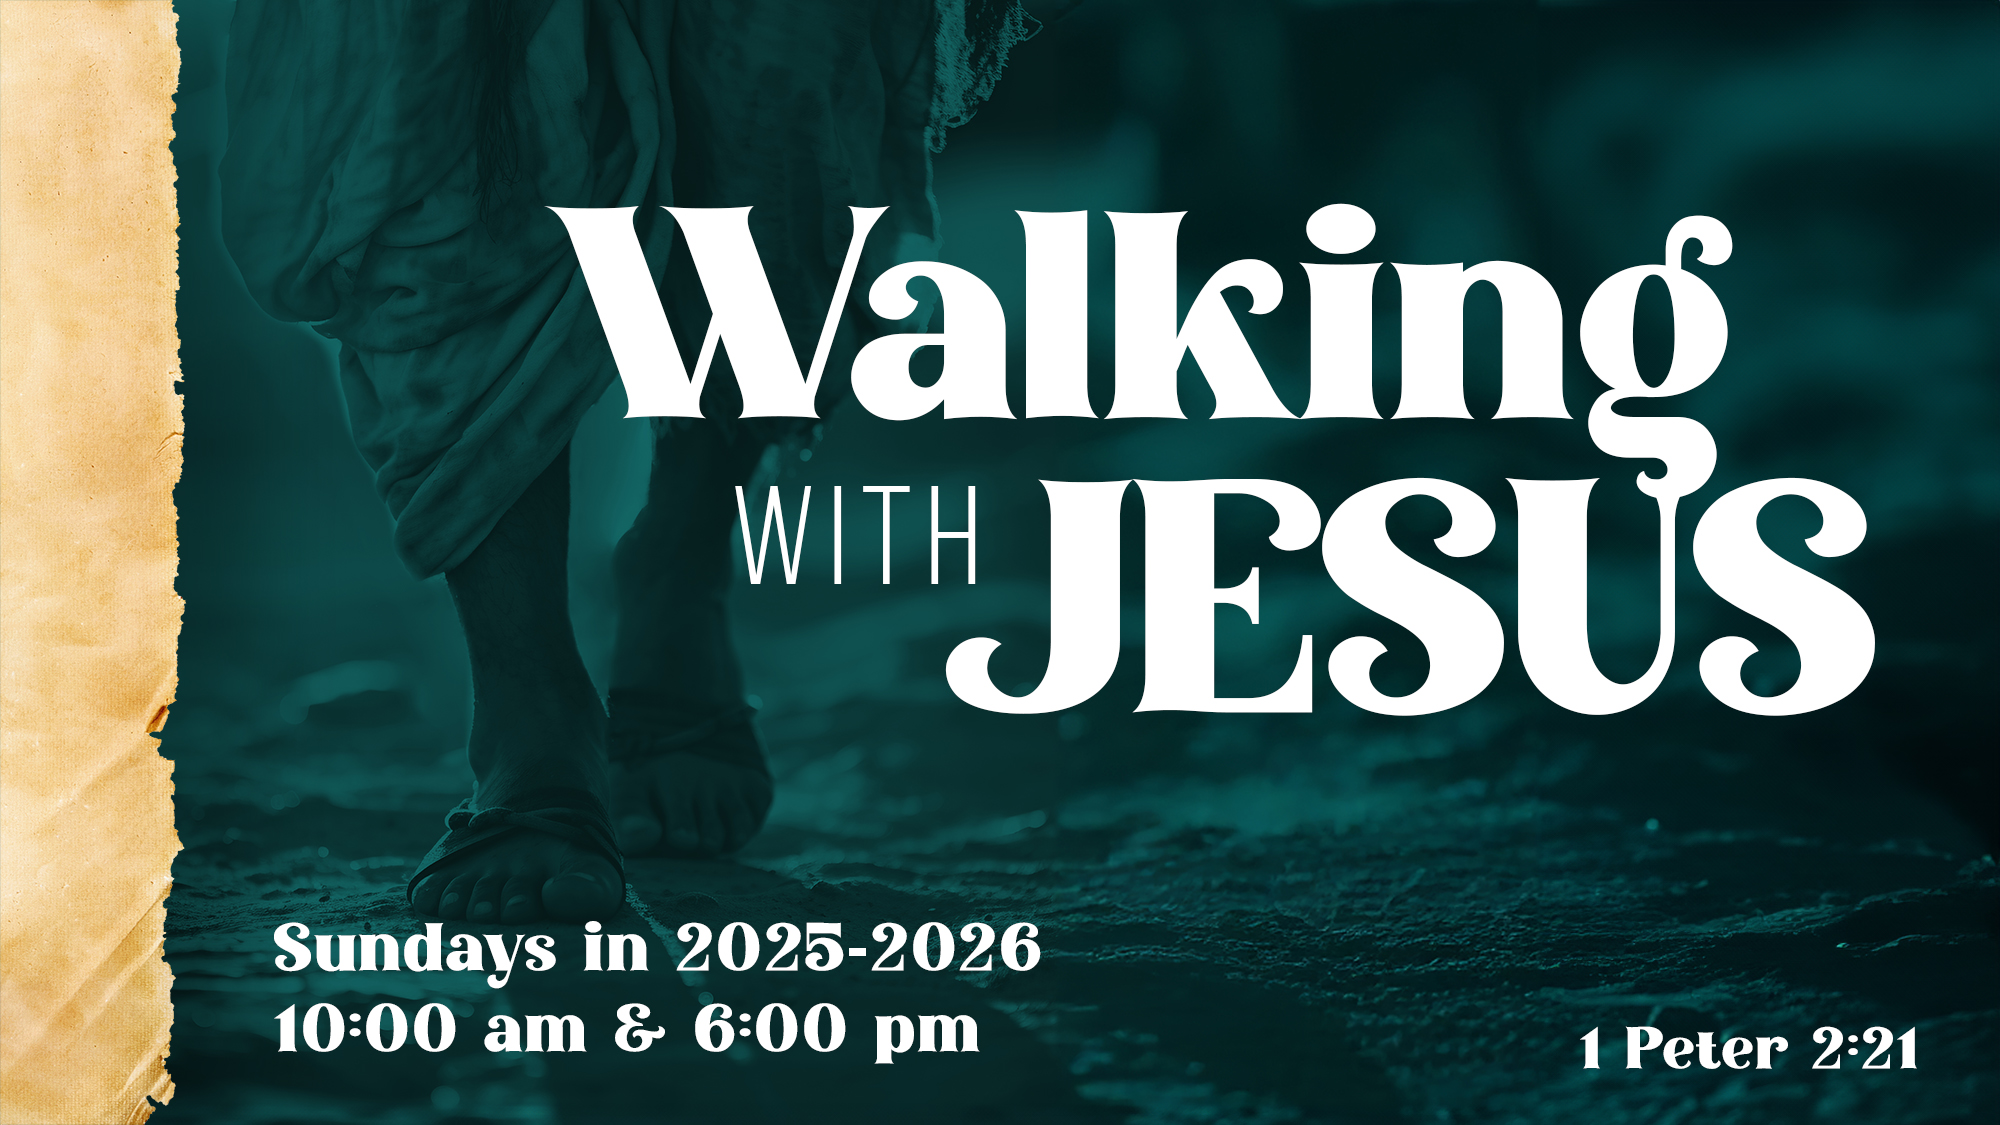 Walking
WITH JESUS
Sundays in 2025-2026
10:00 am & 6:00 pm
1 Peter 2:21